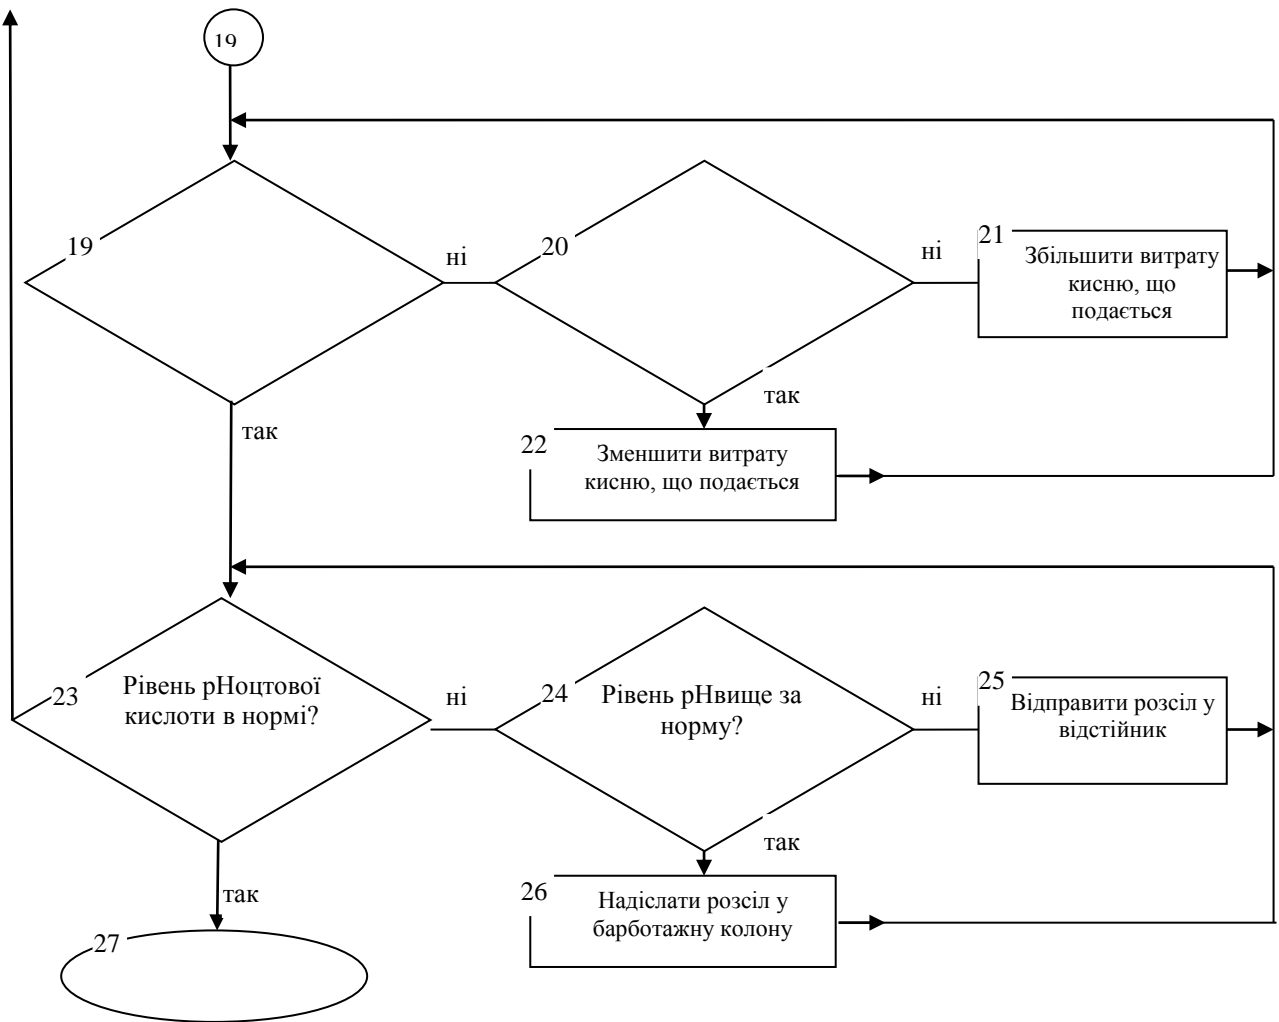 19
19
ні
20
ні
21
Збільшити витрату
кисню, що
подається
так
так
22
Зменшити витрату
кисню, що подається
23
Рівень pHоцтової
кислоти в нормі?
ні
24
Рівень pHвище за
норму?
ні
25
Відправити розсіл у
відстійник
так
так
26
Надіслати розсіл у
барботажну колону
27